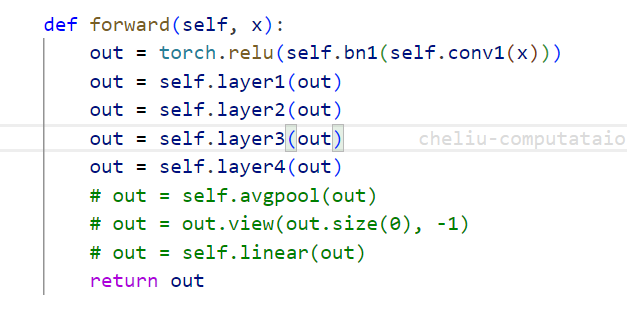 def forward(self, x):
    out = torch.relu(self.bn1(self.conv1(x)))
    out = self.layer1(out)
    out = self.layer2(out)
    out = self.layer3(out) cheliu-computataio
    out = self.layer4(out)
    # out = self.avgpool(out)
    # out = out.view(out.size(0), -1)
    # out = self.linear(out)
    return out